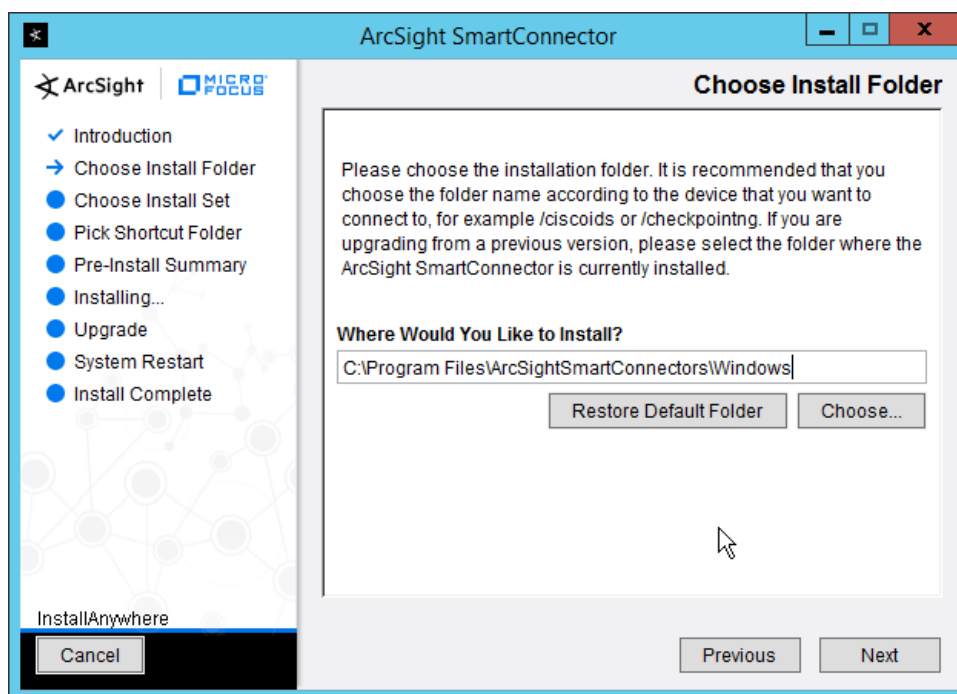 ArcSight SmartConnector
ArcSight
MICRO
FOCUS
Choose Install Folder
Introduction
Choose Install Folder
Choose Install Set
Pick Shortcut Folder
Pre-Install Summary
Installing...
Upgrade
System Restart
Install Complete
Please choose the installation folder. It is recommended that you
choose the folder name according to the device that you want to
connect to, for example /ciscoids or /checkpointng. If you are
upgrading from a previous version, please select the folder where the
ArcSight SmartConnector is currently installed.
Where Would You Like to Install?
C:\Program Files\ArcSightSmartConnectors\Windows
Restore Default Folder
Choose...
InstallAnywhere
Cancel
Previous
Next